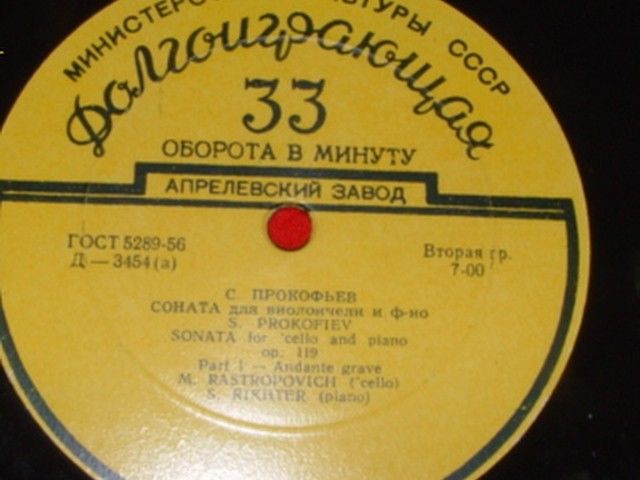 МИНИСТЕРСТВО КУЛЬТУРЫ СССР
Долгоиграющая
33
ОБОРОТА В МИНУТУ
АПРЕЛЕВСКИЙ ЗАВОД
ГОСТ 5289-56
Д — 3454 (а)
Вторая гр.
7-00
С. ПРОКОФЬЕВ
СОНАТА для виолончели и ф-но
S. PROKOFIEV
SONATA for 'cello and piano
op. 119
Part I — Andante grave
M. RASTROPOVICH ('cello)
S. RIKHTER (piano)